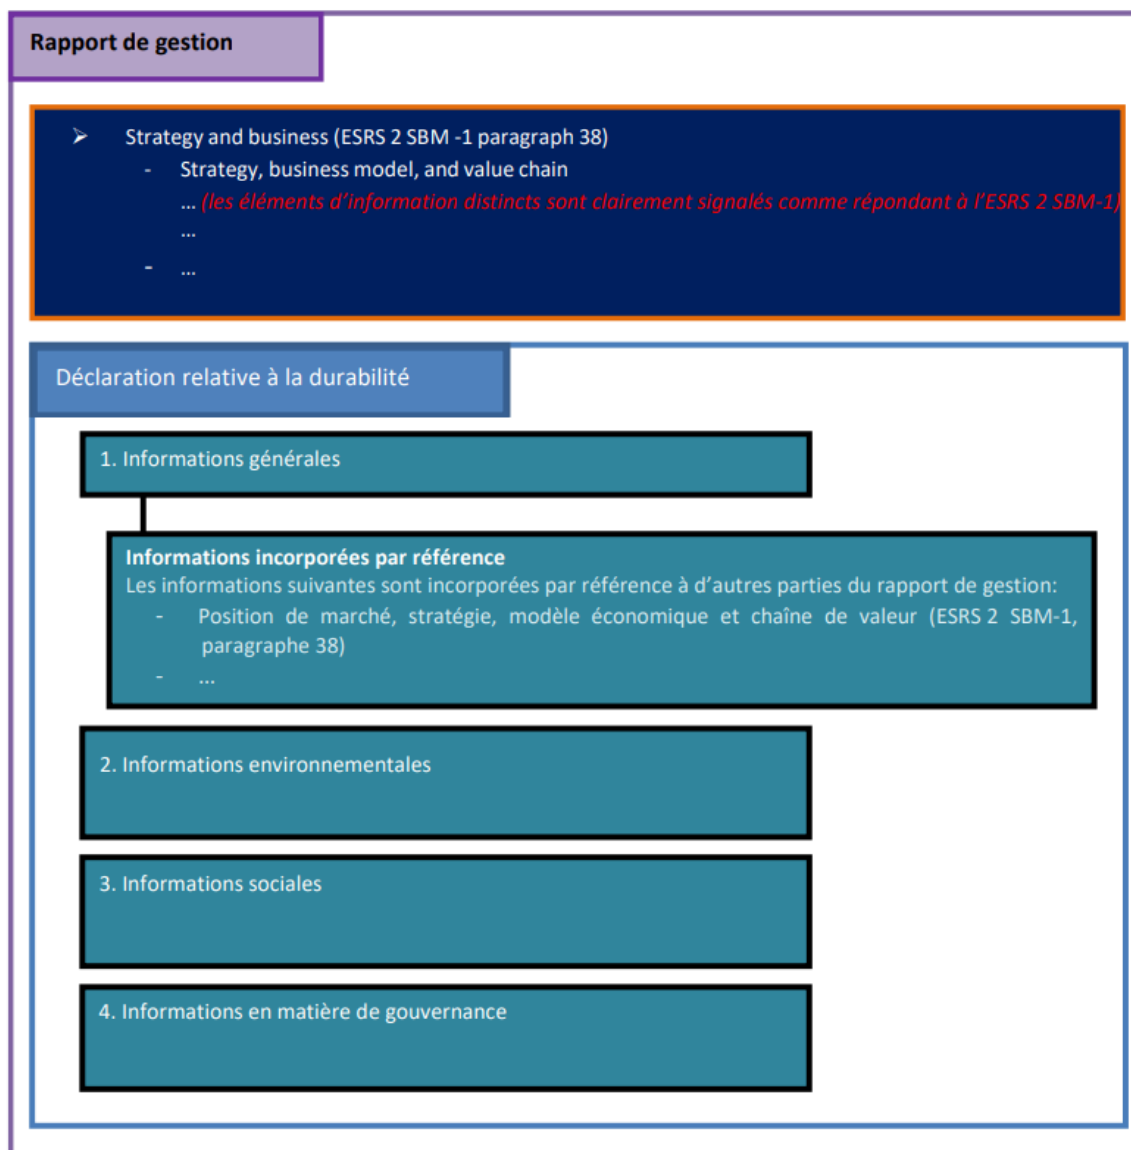 Rapport de gestion
➢ Strategy and business (ESRS 2 SBM -1 paragraph 38)
- Strategy, business model, and value chain
... (les éléments d’information distincts sont clairement signalés comme répondant à l’ESRS 2 SBM-1)
...
- ...
Déclaration relative à la durabilité
1. Informations générales
Informations incorporées par référence
Les informations suivantes sont incorporées par référence à d’autres parties du rapport de gestion:
- Position de marché, stratégie, modèle économique et chaîne de valeur (ESRS 2 SBM-1,
paragraphe 38)
- ...
2. Informations environnementales
3. Informations sociales
4. Informations en matière de gouvernance